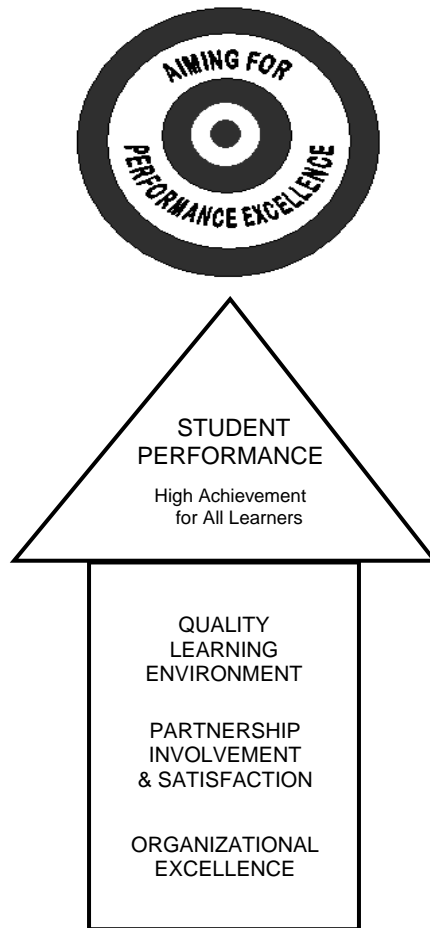 AIMING FOR
PERFORMANCE EXCELLENCE
STUDENT
PERFORMANCE
High Achievement
for All Learners
QUALITY
LEARNING
ENVIRONMENT
PARTNERSHIP
INVOLVEMENT
& SATISFACTION
ORGANIZATIONAL
EXCELLENCE